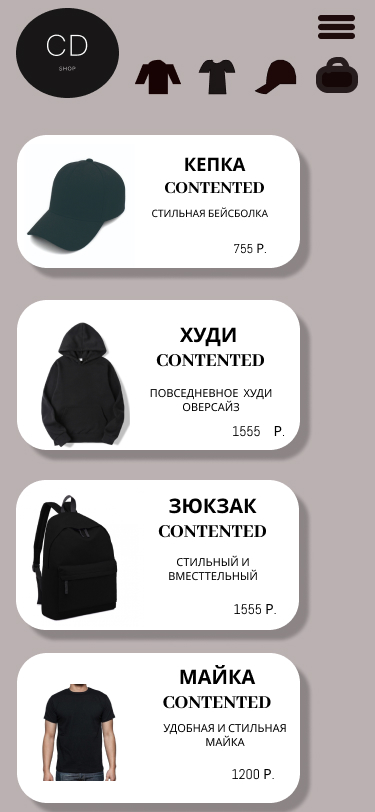 CD
SHOP
КЕПКА
CONTENTED
СТИЛЬНАЯ БЕЙСБОЛКА
755 Р.
ХУДИ
CONTENTED
ПОВСЕДНЕВНОЕ ХУДИ
ОВЕРСАЙЗ
1555 Р.
ЗЮКЗАК
CONTENTED
СТИЛЬНЫЙ И
ВМЕСТТЕЛЬНЫЙ
1555 Р.
МАЙКА
CONTENTED
УДОБНАЯ И СТИЛЬНАЯ
МАЙКА
1200 Р.